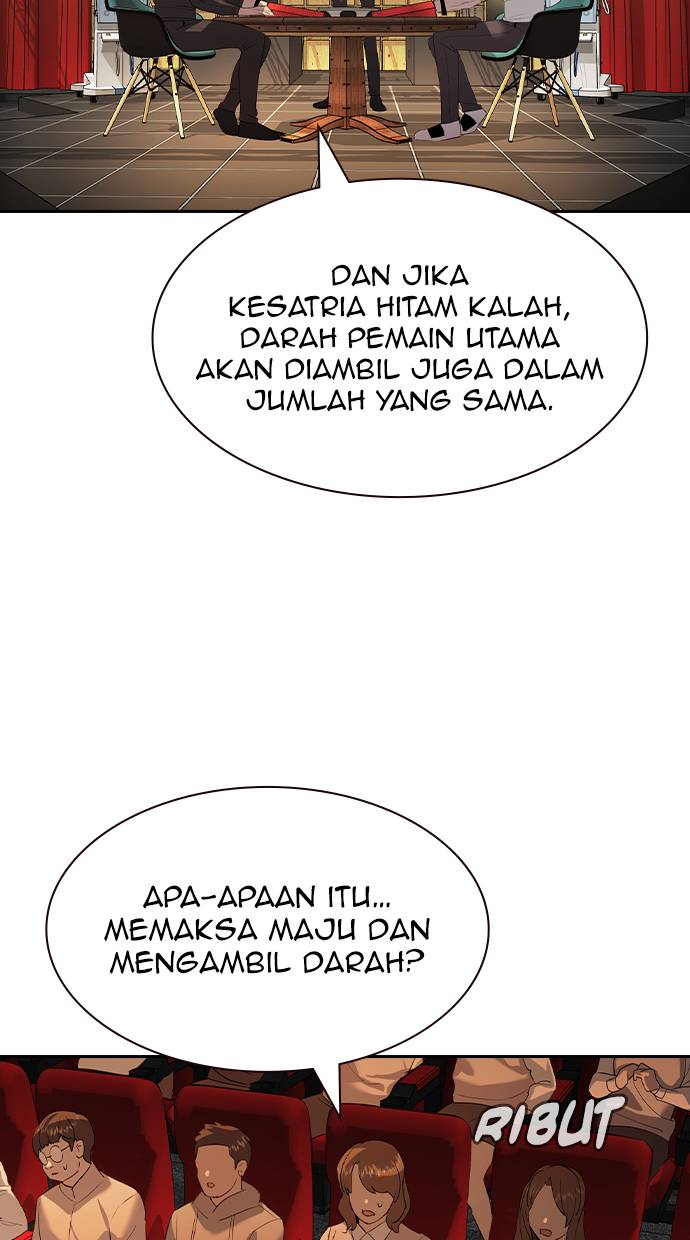 DAN JIKA
KESATRIA HITAM KALAH,
DARAH PEMAIN UTAMA
AKAN DIAMBIL JUGA DALAM
JUMLAH YANG SAMA.
APA-APAAN ITU...
MEMAKSA MAJU DAN
MENGAMBIL DARAH?
RIBUT